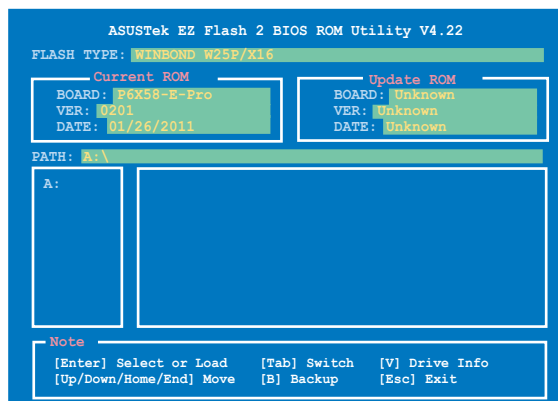 ASUSTek EZ Flash 2 BIOS ROM Utility V4.22
FLASH TYPE: WINBOND W25P/X16
Current ROM
BOARD: P6X58-E-Pro
VER: 0201
DATE: 01/26/2011
Update ROM
BOARD: Unknown
VER: Unknown
DATE: Unknown
PATH: A:\
A:
Note
[Enter] Select or Load [Tab] Switch [V] Drive Info
[Up/Down/Home/End] Move [B] Backup [Esc] Exit